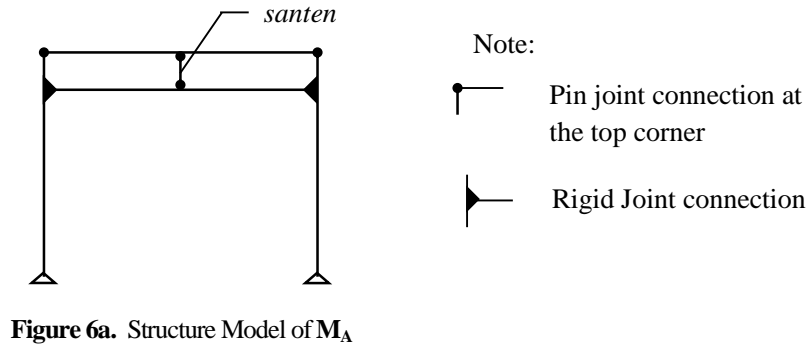 santen
Note:
Pin joint connection at
the top corner
Rigid Joint connection
Figure 6a. Structure Model of MA